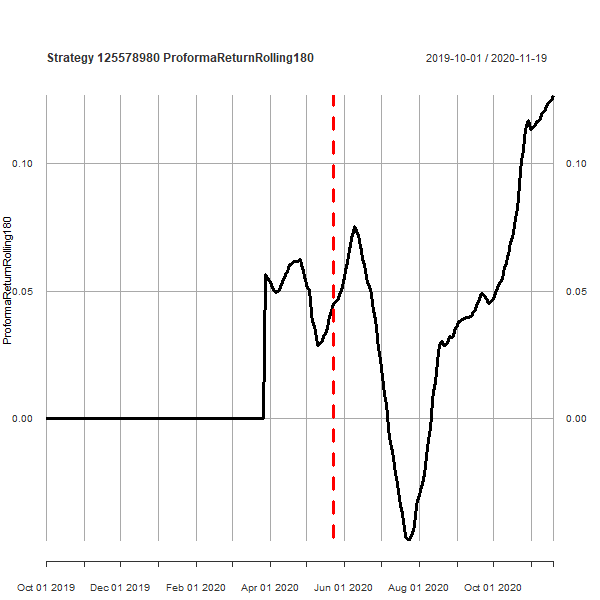 Strategy 125578980 ProformaReturnRolling180
2019-10-01 / 2020-11-19
ProformaReturnRolling180
0.10
0.10
0.05
0.05
0.00
0.00
Oct 01 2019
Dec 01 2019
Feb 01 2020
Apr 01 2020
Jun 01 2020
Aug 01 2020
Oct 01 2020